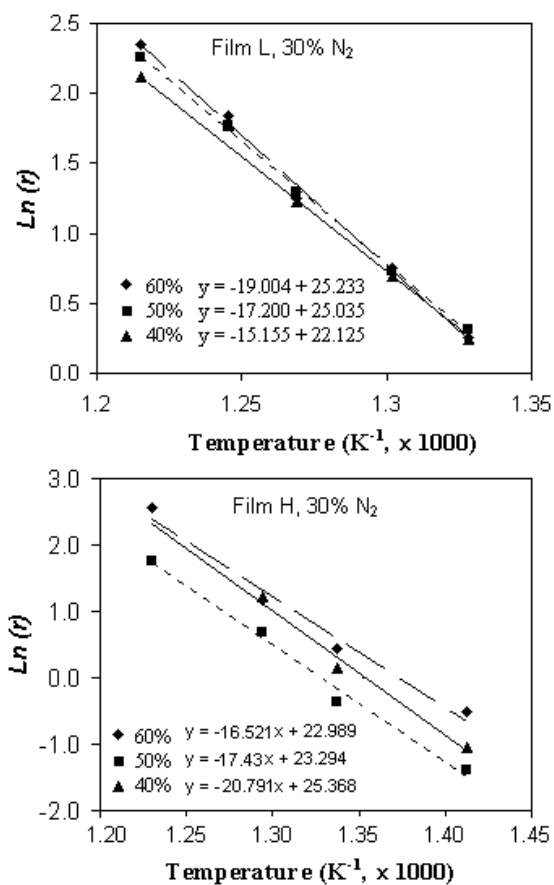 2.5
Film L, 30% N₂
2.0
1.5
Ln (r)
1.0
60% y = -19.004 + 25.233
50% y = -17.200 + 25.035
0.5
40% y = -15.155 + 22.125
0.0
1.2 1.25 1.3 1.35
Temperature (K⁻¹, x 1000)
3.0
Film H, 30% N₂
2.0
1.0
Ln (r)
0.0
60% y = -16.521x + 22.989
-1.0
50% y = -17.43x + 23.294
40% y = -20.791x + 25.368
-2.0
1.20 1.25 1.30 1.35 1.40 1.45
Temperature (K⁻¹, x 1000)